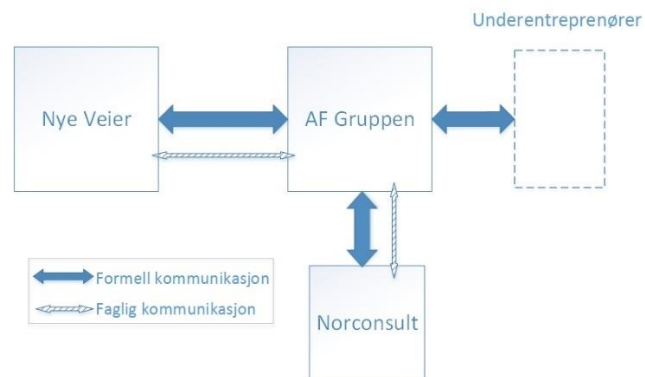 Underentreprenører
Nye Veier
AF Gruppen
Formell kommunikasjon
Faglig kommunikasjon
Norconsult